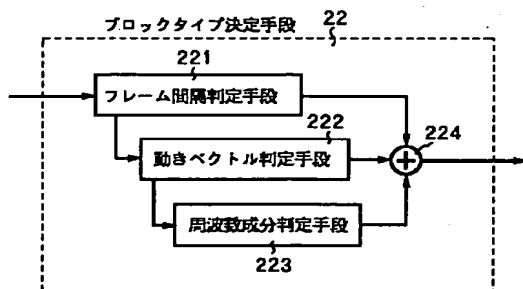 ブロックタイプ決定手段 22
221
フレーム間隔判定手段
222
224
動きベクトル判定手段
周波数成分判定手段
223